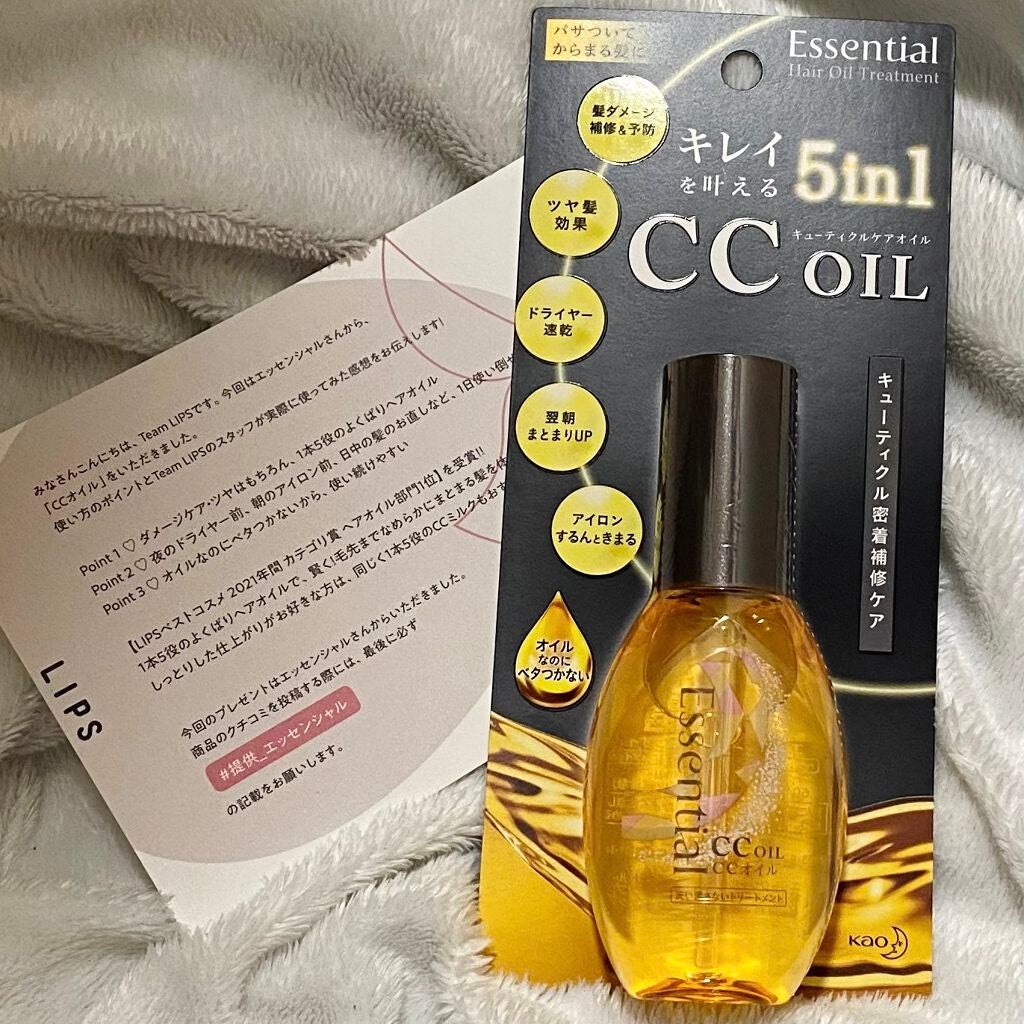 みなさんこんにちは、Team LIPSです。今回はエッセンシャルさんから、
「CCオイル」をいただきました。
使い方のポイントとTeam LIPSのスタッフが実際に使ってみた感想をお伝えします!
Point 1 ♡ ダメージケア・ツヤはもちろん、1本5役のよくばりヘアオイル
Point 2 ♡ 夜のドライヤー前、朝のアイロン前、日中の髪のお直しなど、1日使い倒せ
Point 3 ♡ オイルなのにベタつかないから、使い続けやすい
【LIPSベストコスメ 2021年間 カテゴリ賞 ヘアオイル部門1位】を受賞!!
1本5役のよくばりヘアオイルで、賢く!毛先までなめらかにまとまる髪を
しっとりした仕上がりがお好きな方は、同じく1本5役のCCミルクもおす
今回のプレゼントはエッセンシャルさんからいただきました。
商品のクチコミを投稿する際には、最後に必ず
#提供_エッセンシャル
の記載をお願いします。
LIPS
パサついて
からまる髪に
Essential
Hair Oil Treatment
髪ダメージ
補修&予防
ツヤ髪
効果
ドライヤー
速乾
翌朝
まとまりUP
アイロン
するんときまる
オイル
なのに
ベタつかない
キレイ
を叶える
5in1
キューティクルケアオイル
CC OIL
キューティクル密着補修ケア
Essential
CC OIL
CCオイル
洗い流さないトリートメント
Kao